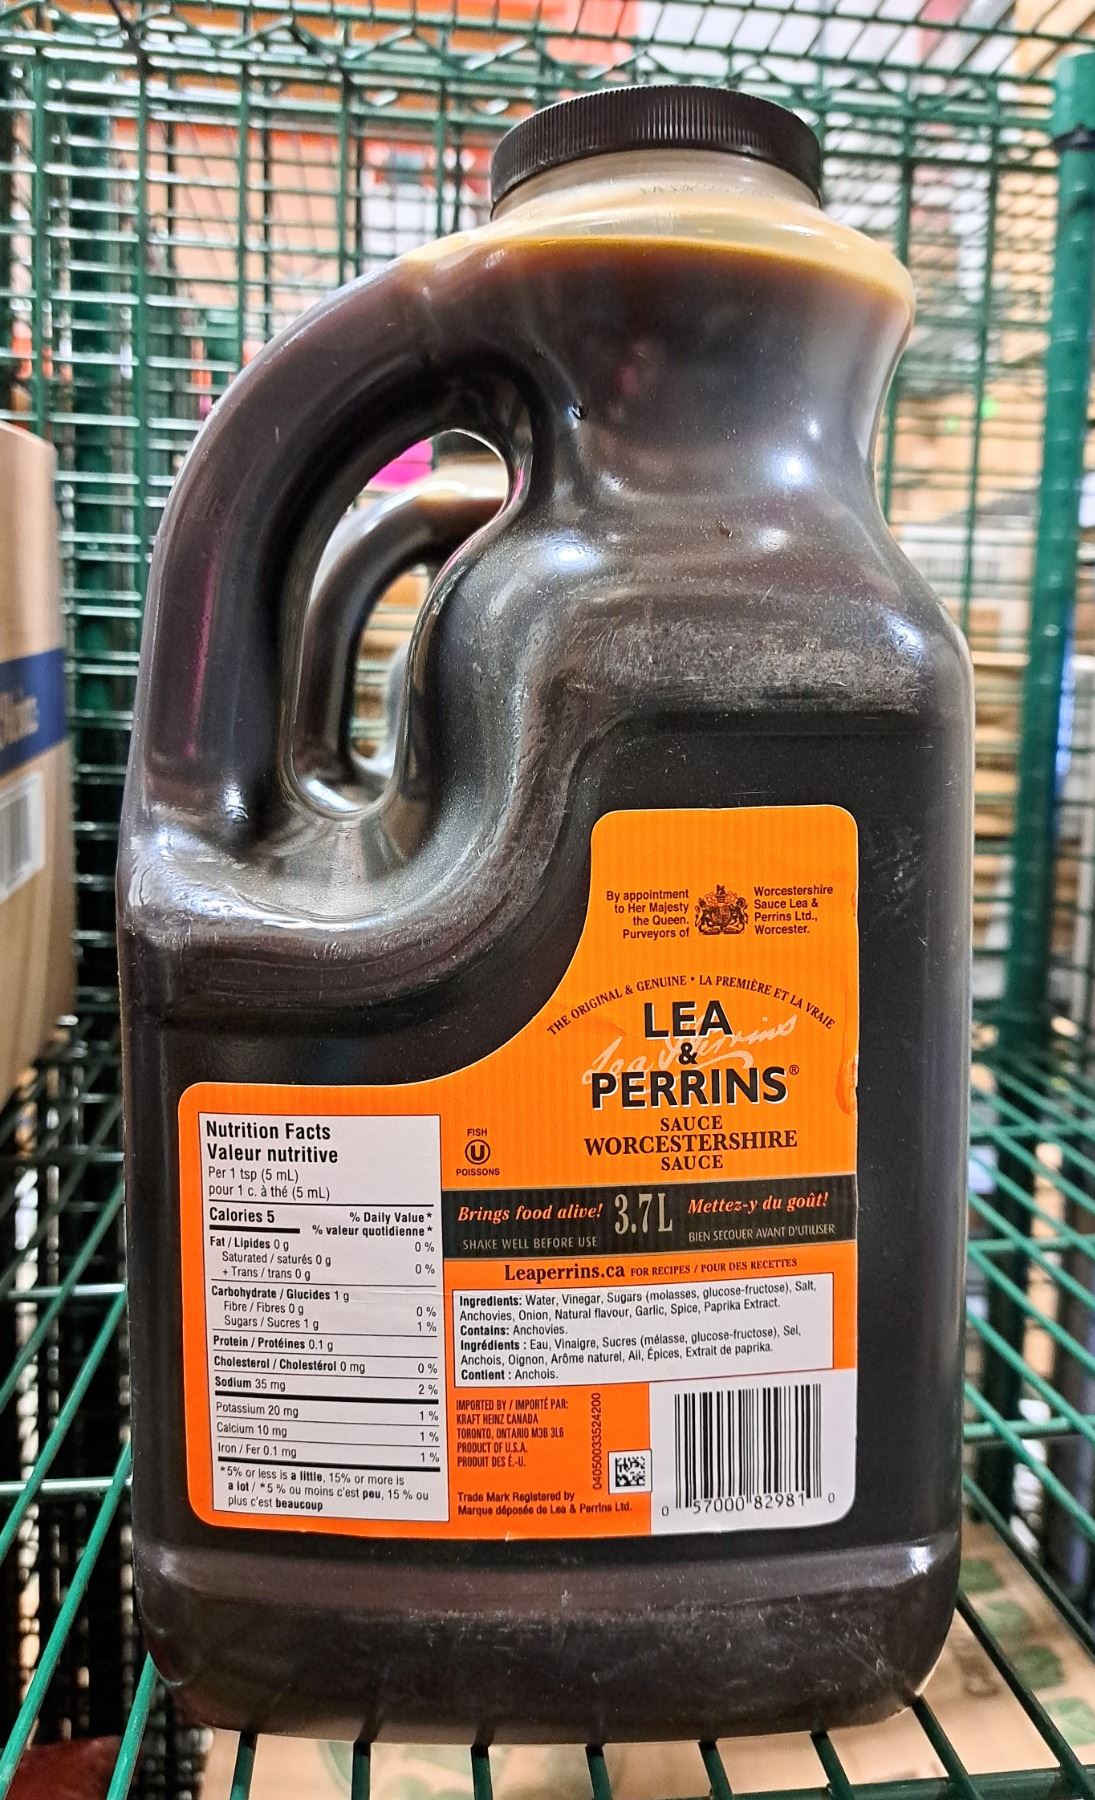 By appointment
to Her Majesty
the Queen.
Purveyors of
Worcestershire
Sauce Lea &
Perrins Ltd.,
Worcester.
THE ORIGINAL & GENUINE • LA PREMIÈRE ET LA VRAIE
LEA
&
PERRINS®
Lea & Perrins
SAUCE
WORCESTERSHIRE
SAUCE
FISH
U
POISSONS
Brings food alive!
SHAKE WELL BEFORE USE
3.7 L
Mettez-y du goût!
BIEN SECOUER AVANT D'UTILISER
Leaperrins.ca FOR RECIPES / POUR DES RECETTES
Nutrition Facts
Valeur nutritive
Per 1 tsp (5 mL)
pour 1 c. à thé (5 mL)
Calories 5 % Daily Value*
% valeur quotidienne*
Fat / Lipides 0 g 0 %
Saturated / saturés 0 g
+ Trans / trans 0 g 0 %
Carbohydrate / Glucides 1 g
Fibre / Fibres 0 g 0 %
Sugars / Sucres 1 g 1 %
Protein / Protéines 0.1 g
Cholesterol / Cholestérol 0 mg 0 %
Sodium 35 mg 2 %
Potassium 20 mg 1 %
Calcium 10 mg 1 %
Iron / Fer 0.1 mg 1 %
*5% or less is a little, 15% or more is
a lot / *5 % ou moins c'est peu, 15 % ou
plus c'est beaucoup
Ingredients: Water, Vinegar, Sugars (molasses, glucose-fructose), Salt,
Anchovies, Onion, Natural flavour, Garlic, Spice, Paprika Extract.
Contains: Anchovies.
Ingrédients : Eau, Vinaigre, Sucres (mélasse, glucose-fructose), Sel,
Anchois, Oignon, Arôme naturel, Ail, Épices, Extrait de paprika.
Contient : Anchois.
IMPORTED BY / IMPORTÉ PAR:
KRAFT HEINZ CANADA
TORONTO, ONTARIO M3B 3L6
PRODUCT OF U.S.A.
PRODUIT DES É.-U.
Trade Mark Registered by
Marque déposée de Lea & Perrins Ltd.
04050033524200
0 57000 82981 0